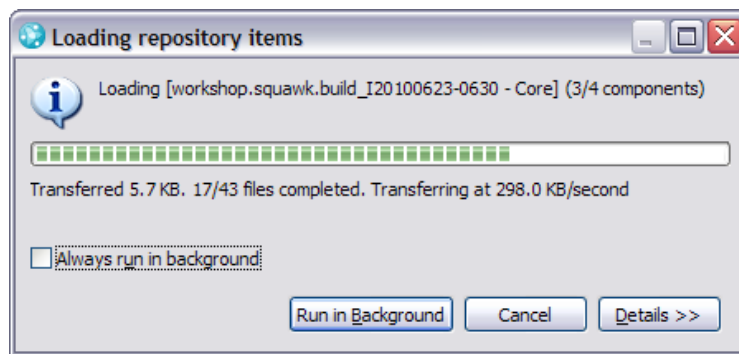 Loading repository items
Loading [workshop.squawk.build_I20100623-0630 - Core] (3/4 components)
Transferred 5.7 KB. 17/43 files completed. Transferring at 298.0 KB/second
Always run in background
Run in Background Cancel Details >>